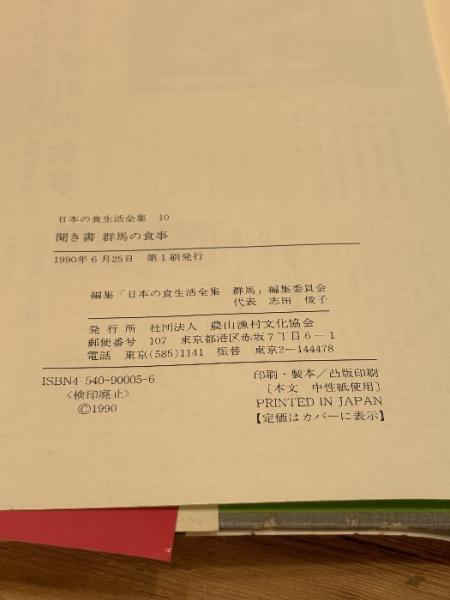 日本の食生活全集 10
聞き書 群馬の食事
1990年6月25日 第1刷発行
編集「日本の食生活全集 群馬」編集委員会
代表 志田 俊子
発行所 社団法人 農山漁村文化協会
郵便番号 107 東京都港区赤坂7丁目6−1
電話 東京(585)1141 振替 東京2−144478
ISBN4-540-90005-6
〈検印廃止〉
©1990
印刷・製本/凸版印刷
〔本文 中性紙使用〕
PRINTED IN JAPAN
【定価はカバーに表示】